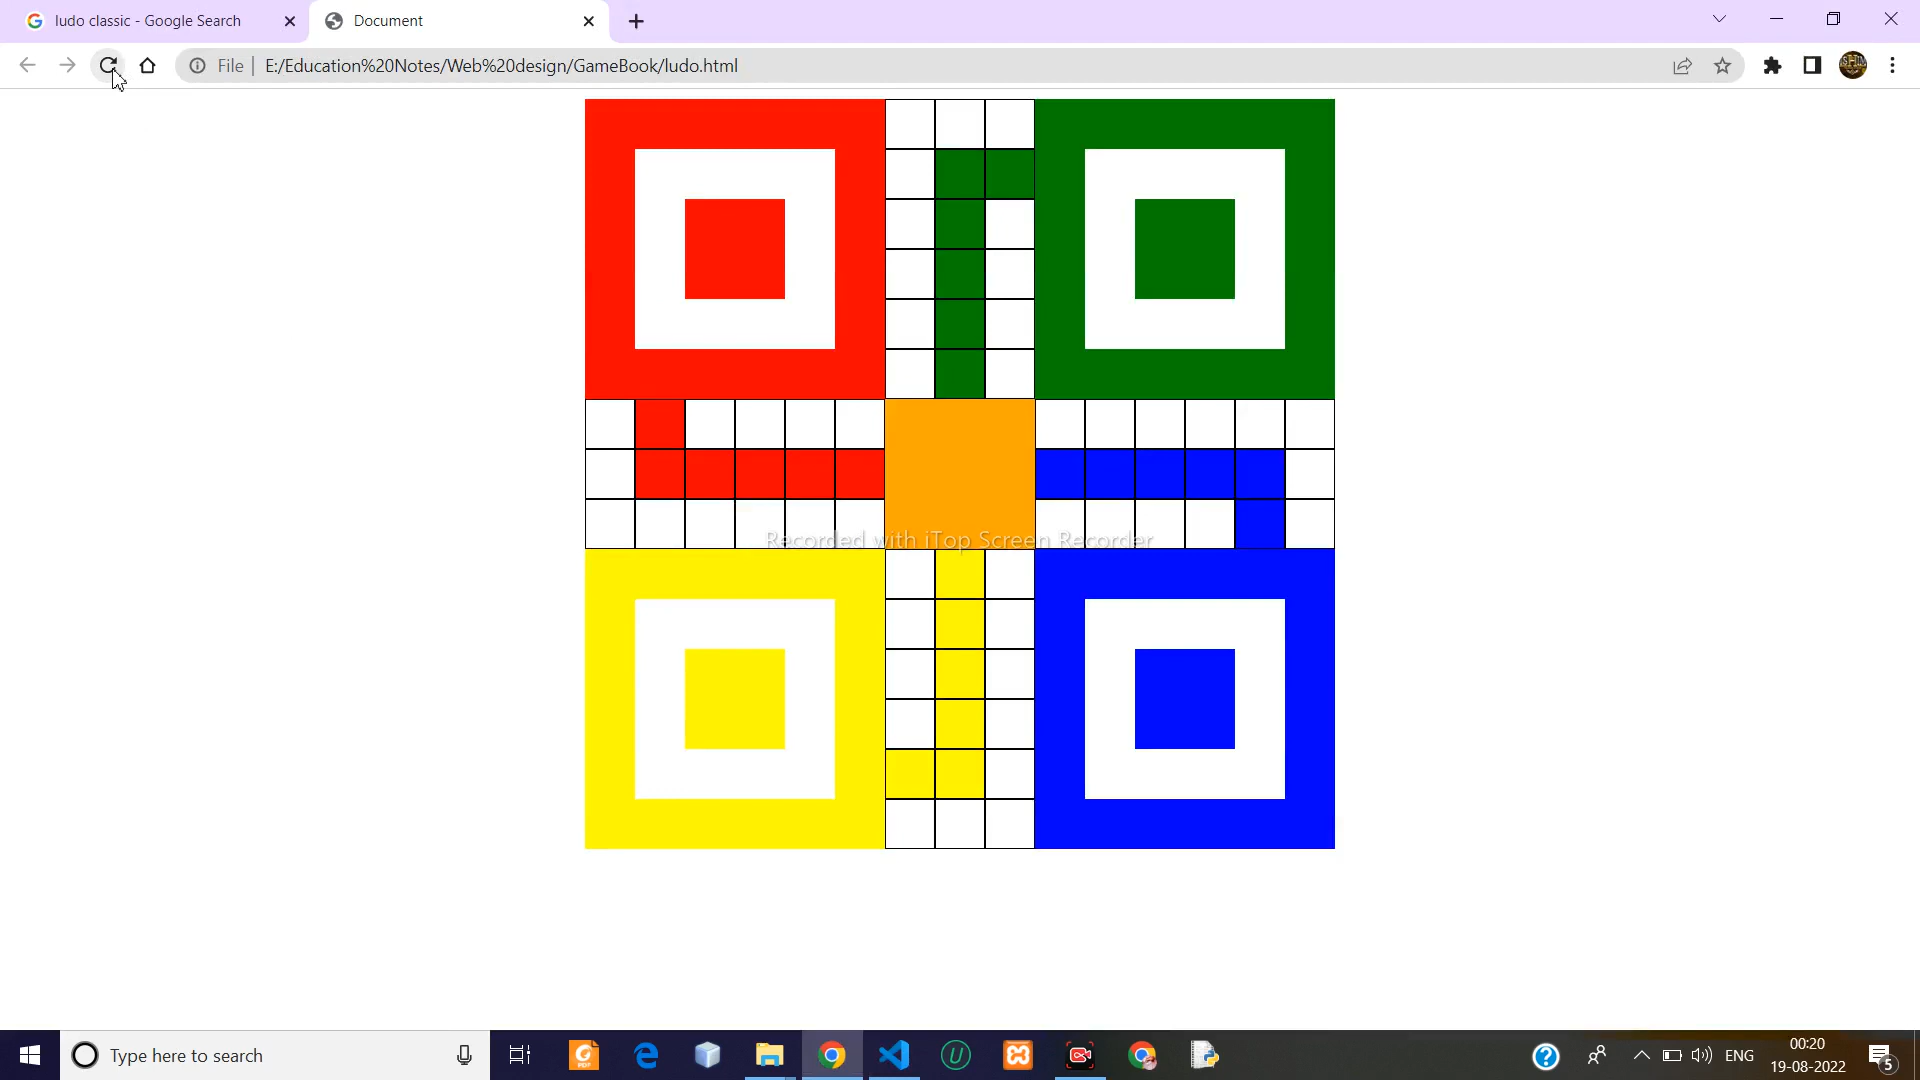 ludo classic - Google Search
Document
File
E:/Education%20Notes/Web%20design/GameBook/ludo.html
Recorded with iTop Screen Recorder
Type here to search
ENG
00:20
19-08-2022
5